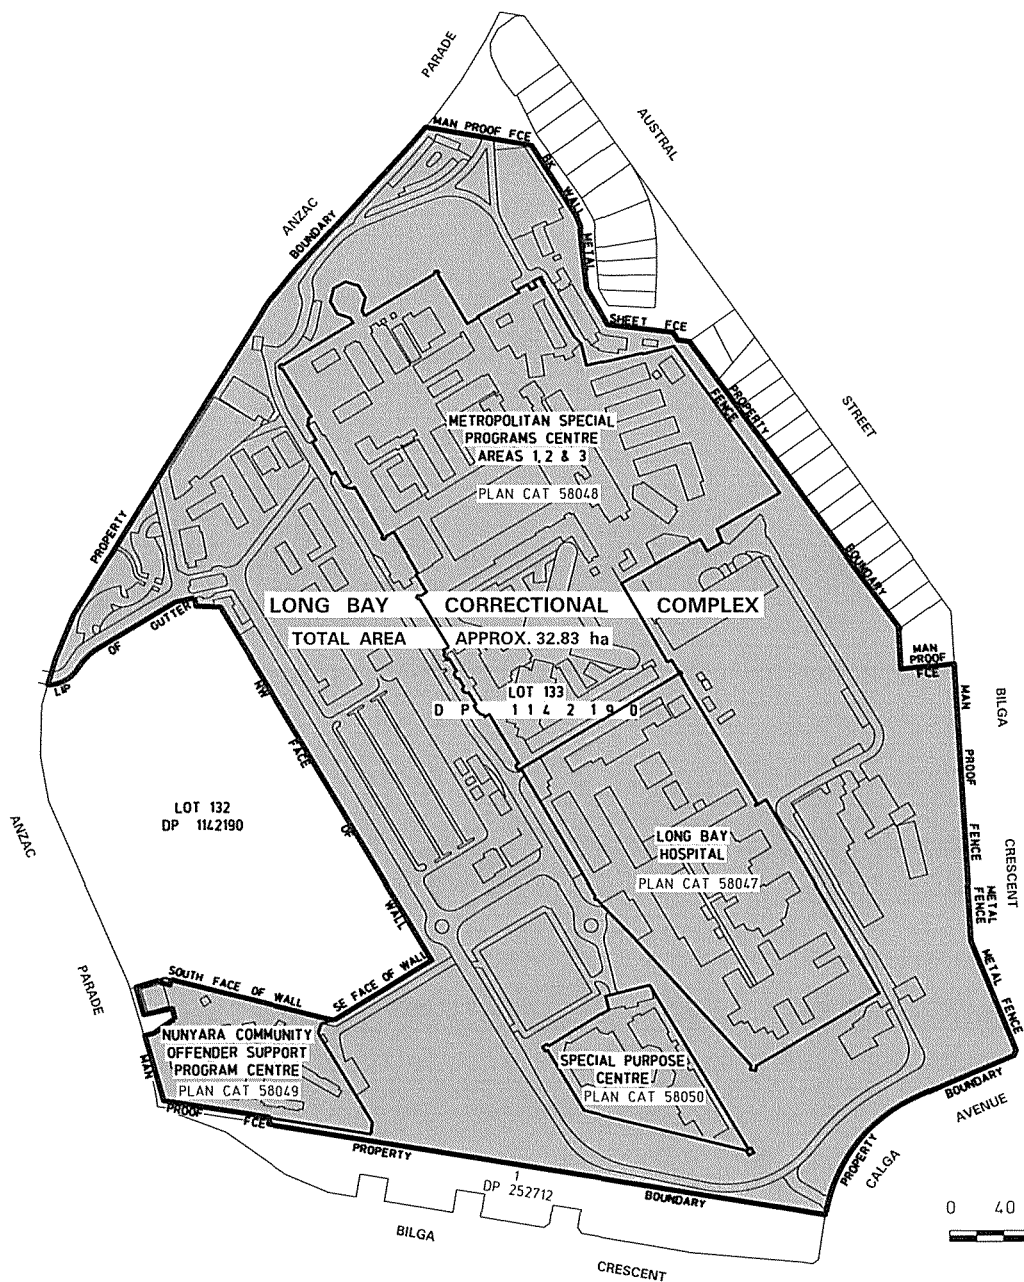 PARADE
AUSTRAL
MAN PROOF FCE
BK WALL
METAL
ANZAC
BOUNDARY
SHEET FCE
PROPERTY
FENCE
STREET
METROPOLITAN SPECIAL
PROGRAMS CENTRE
AREAS 1,2 & 3
PLAN CAT 58048
PROPERTY
BOUNDARY
LONG BAY CORRECTIONAL COMPLEX
TOTAL AREA APPROX. 32.83 ha
LIP OF GUTTER
MAN
PROOF
FCE
LOT 133
DP 1142190
RW FACE OF WALL
BILGA
CRESCENT
MAN PROOF FENCE
METAL
FENCE
METAL FENCE
LOT 132
DP 1142190
ANZAC
PARADE
LONG BAY
HOSPITAL
PLAN CAT 58047
SOUTH FACE OF WALL
SE FACE OF WALL
NUNYARA COMMUNITY
OFFENDER SUPPORT
PROGRAM CENTRE
PLAN CAT 58049
MAN
PROOF
FCE
SPECIAL PURPOSE
CENTRE
PLAN CAT 58050
BOUNDARY
AVENUE
PROPERTY
CALGA
PROPERTY
BOUNDARY
1
DP 252712
BILGA
CRESCENT
0 40